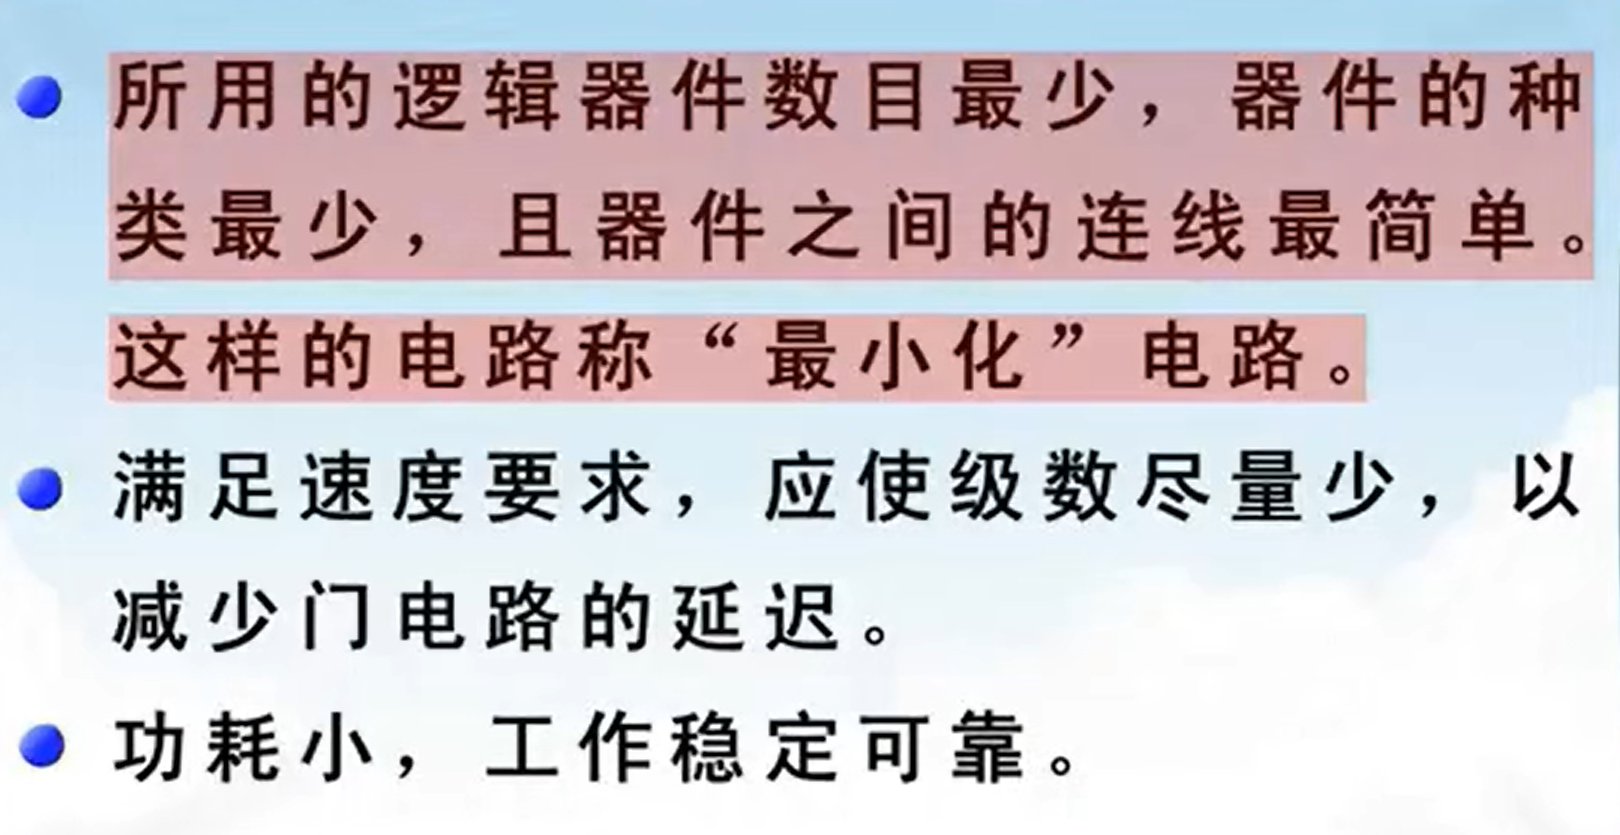 所用的逻辑器件数目最少，器件的种
类最少，且器件之间的连线最简单。
这样的电路称“最小化”电路。
满足速度要求，应使级数尽量少，以
减少门电路的延迟。
功耗小，工作稳定可靠。